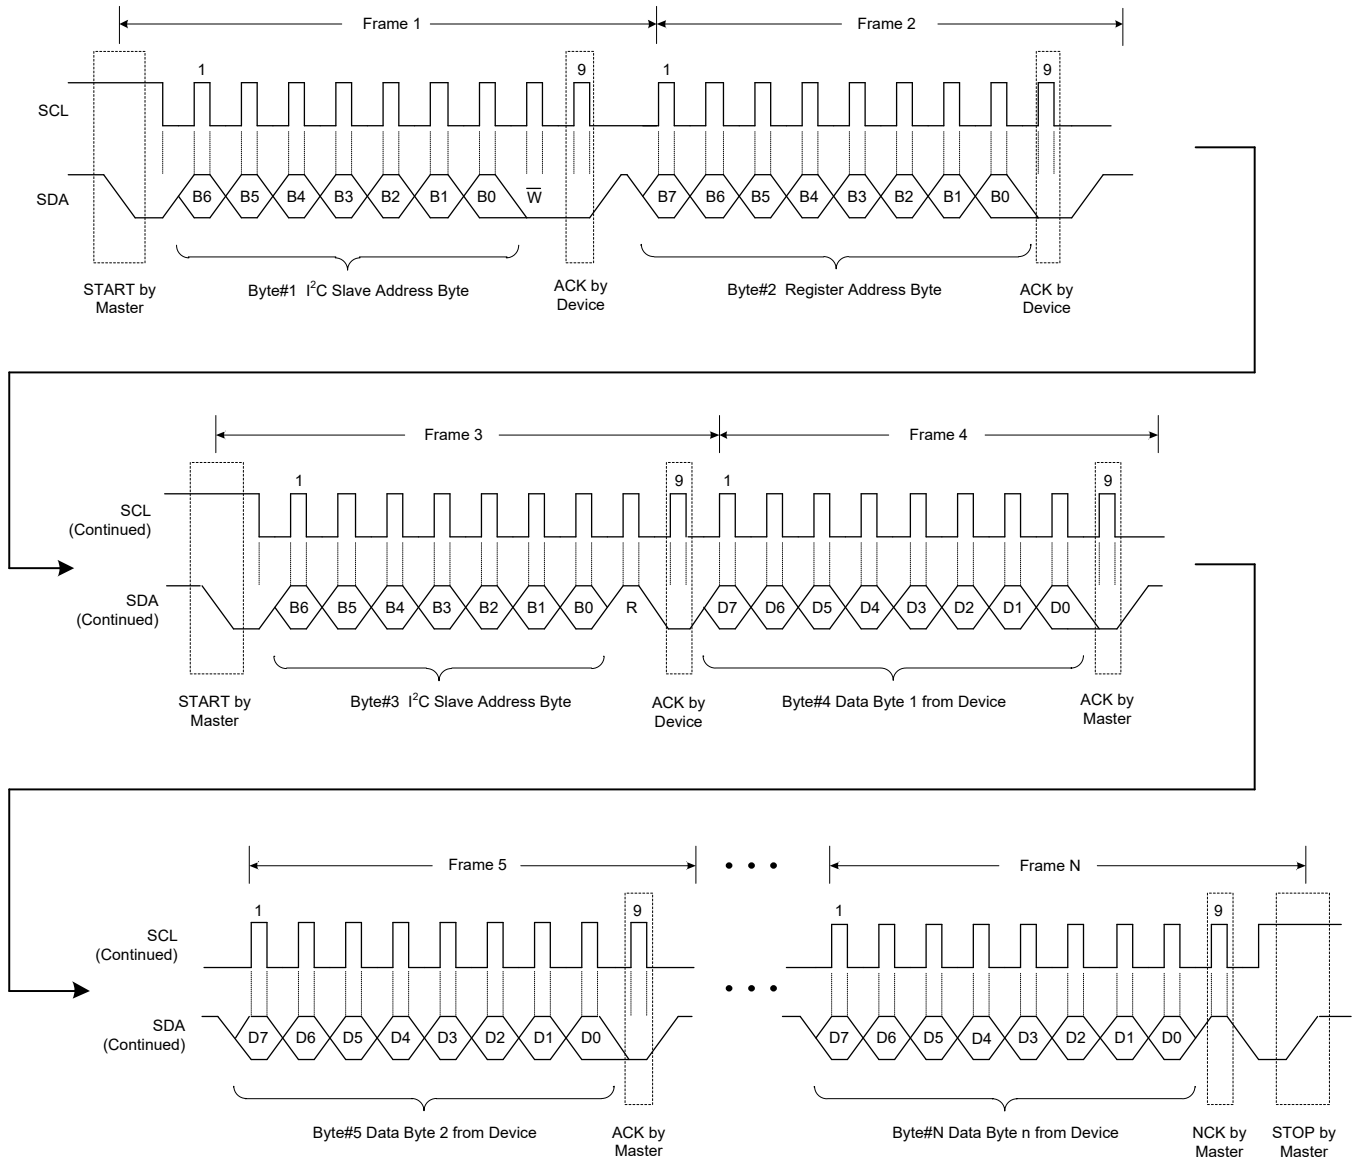 Frame 1 Frame 2
1 9 1 9
SCL
SDA B6 B5 B4 B3 B2 B1 B0 W̅ B7 B6 B5 B4 B3 B2 B1 B0
START by Master
Byte#1 I²C Slave Address Byte
ACK by Device
Byte#2 Register Address Byte
ACK by Device
Frame 3 Frame 4
1 9 1 9
SCL (Continued)
SDA (Continued)
B6 B5 B4 B3 B2 B1 B0 R D7 D6 D5 D4 D3 D2 D1 D0
START by Master
Byte#3 I²C Slave Address Byte
ACK by Device
Byte#4 Data Byte 1 from Device
ACK by Master
Frame 5 • • • Frame N
1 9 1 9
SCL (Continued)
• • •
SDA (Continued)
D7 D6 D5 D4 D3 D2 D1 D0 D7 D6 D5 D4 D3 D2 D1 D0
Byte#5 Data Byte 2 from Device
ACK by Master
Byte#N Data Byte n from Device
NCK by Master
STOP by Master